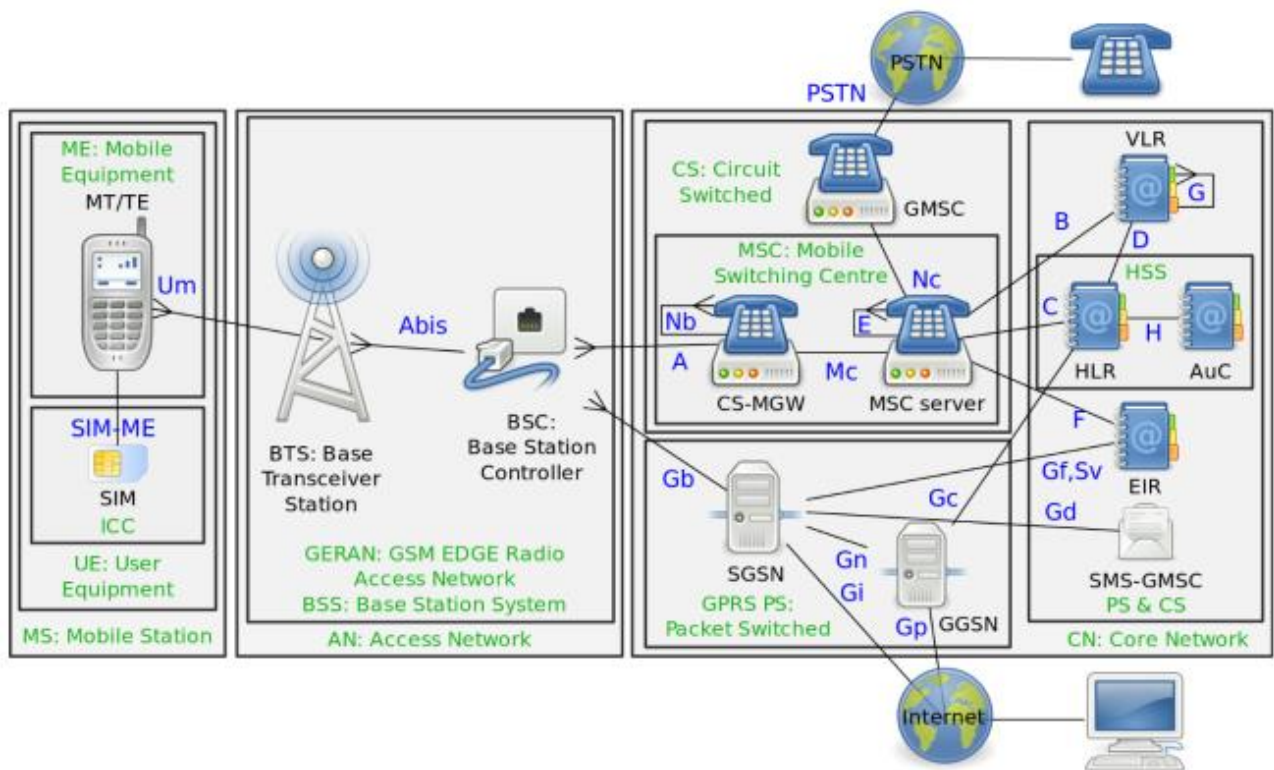 PSTN
PSTN
ME: Mobile
Equipment
MT/TE
Um
SIM-ME
SIM
ICC
UE: User
Equipment
MS: Mobile Station
Abis
BTS: Base
Transceiver
Station
BSC:
Base Station
Controller
GERAN: GSM EDGE Radio
Access Network
BSS: Base Station System
AN: Access Network
CS: Circuit
Switched
GMSC
MSC: Mobile
Switching Centre
Nc
Nb
E
A
Mc
CS-MGW
MSC server
VLR
G
B
D
HSS
C
H
HLR
AuC
F
Gf,Sv
EIR
Gb
Gc
Gd
SGSN
Gn
Gi
GPRS PS:
Packet Switched
Gp
GGSN
SMS-GMSC
PS & CS
CN: Core Network
Internet